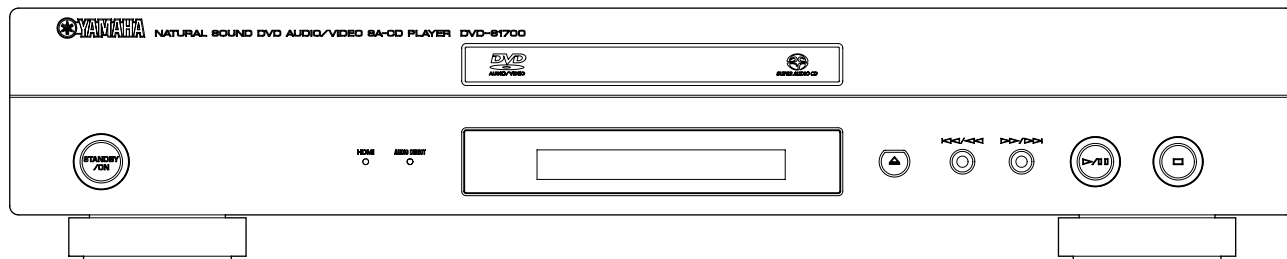 YAMAHA NATURAL SOUND DVD AUDIO/VIDEO SA-CD PLAYER DVD-S1700
DVD
AUDIO/VIDEO
SUPER AUDIO CD
STANDBY
/ON
HDMI
AUDIO DIRECT